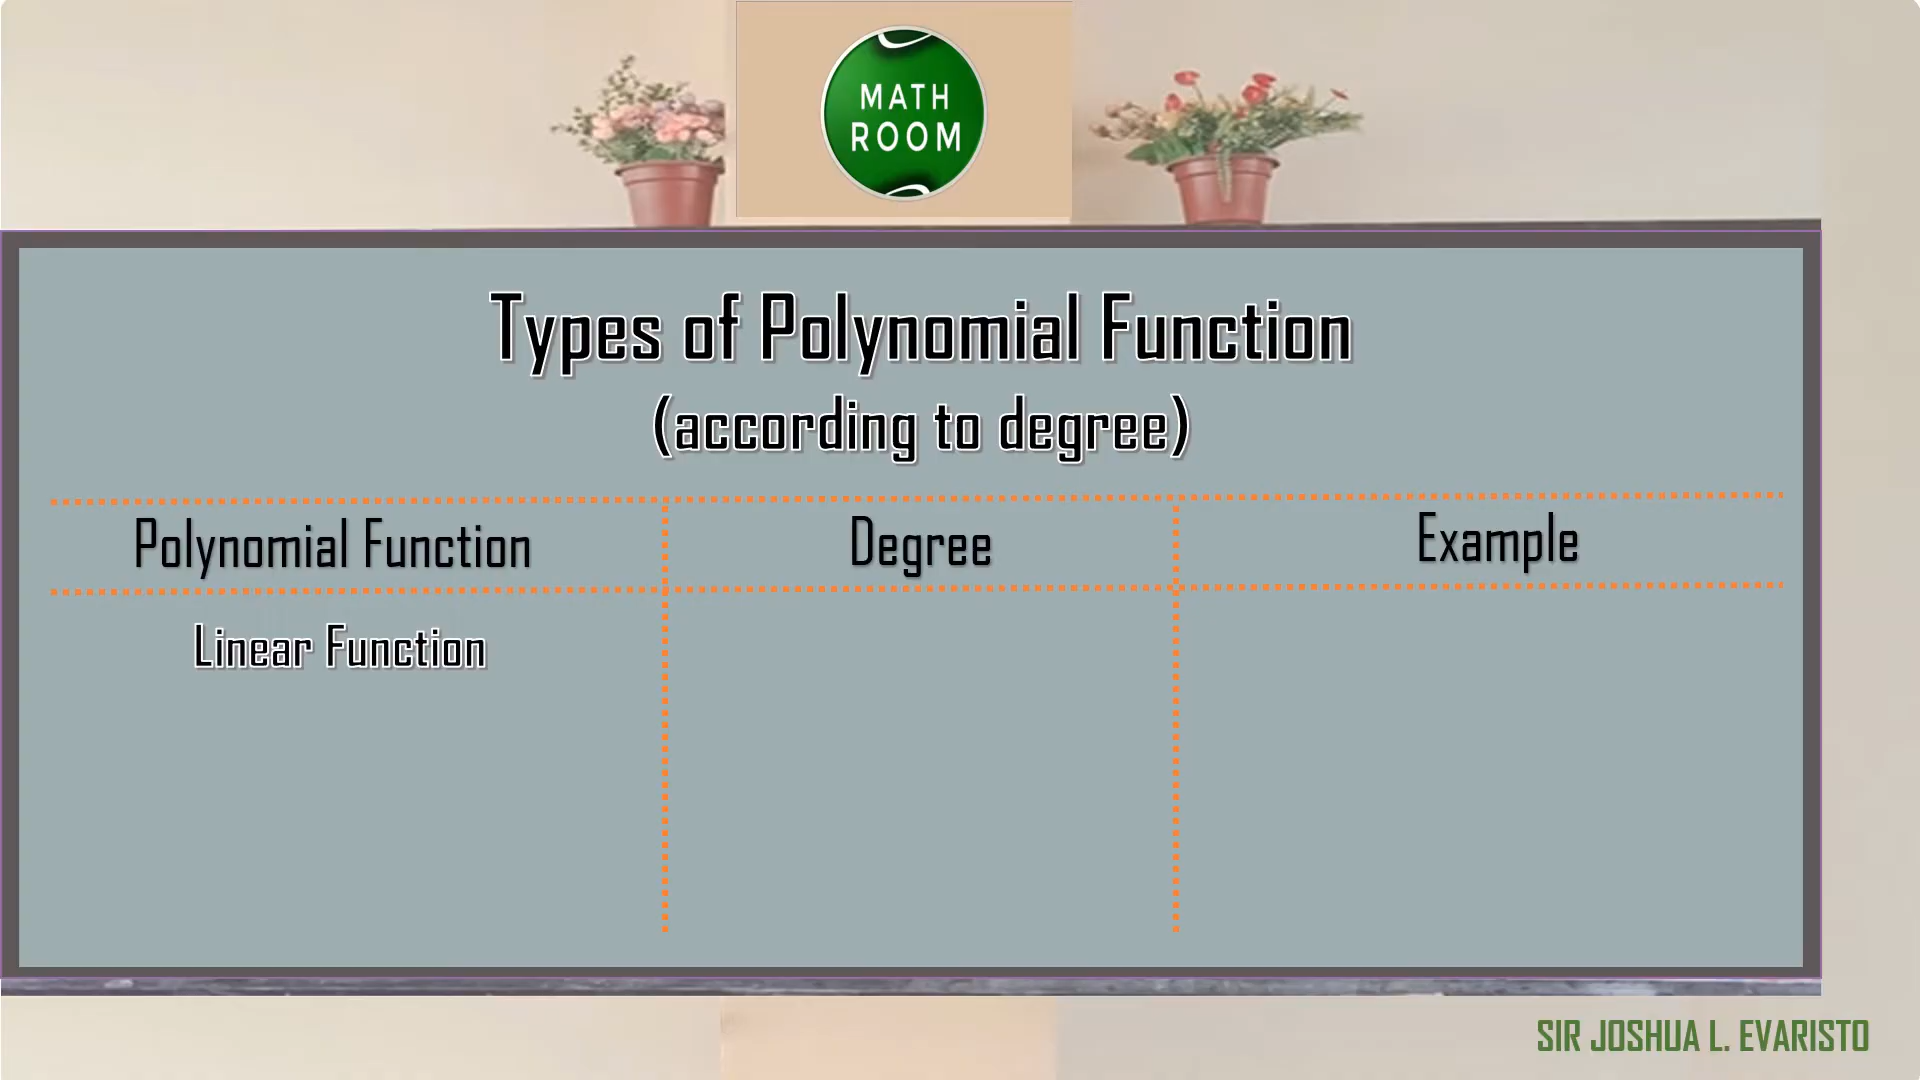 MATH
ROOM
Types of Polynomial Function
(according to degree)
Polynomial Function
Degree
Example
Linear Function
SIR JOSHUA L. EVARISTO